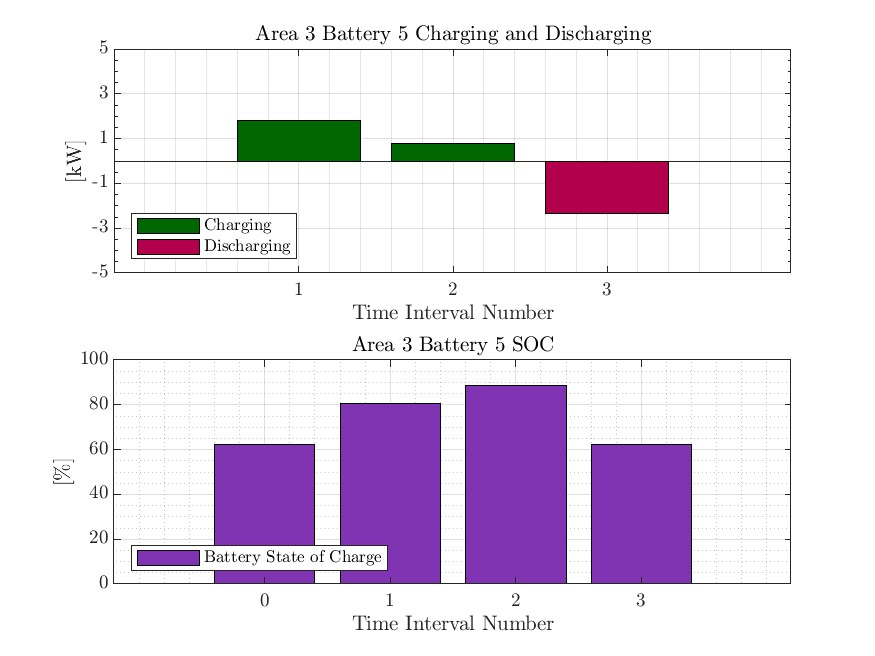 Area 3 Battery 5 Charging and Discharging
5
3
1
-1
-3
-5
[kW]
Charging
Discharging
1 2 3
Time Interval Number
Area 3 Battery 5 SOC
100
80
60
40
20
0
[%]
Battery State of Charge
0 1 2 3
Time Interval Number